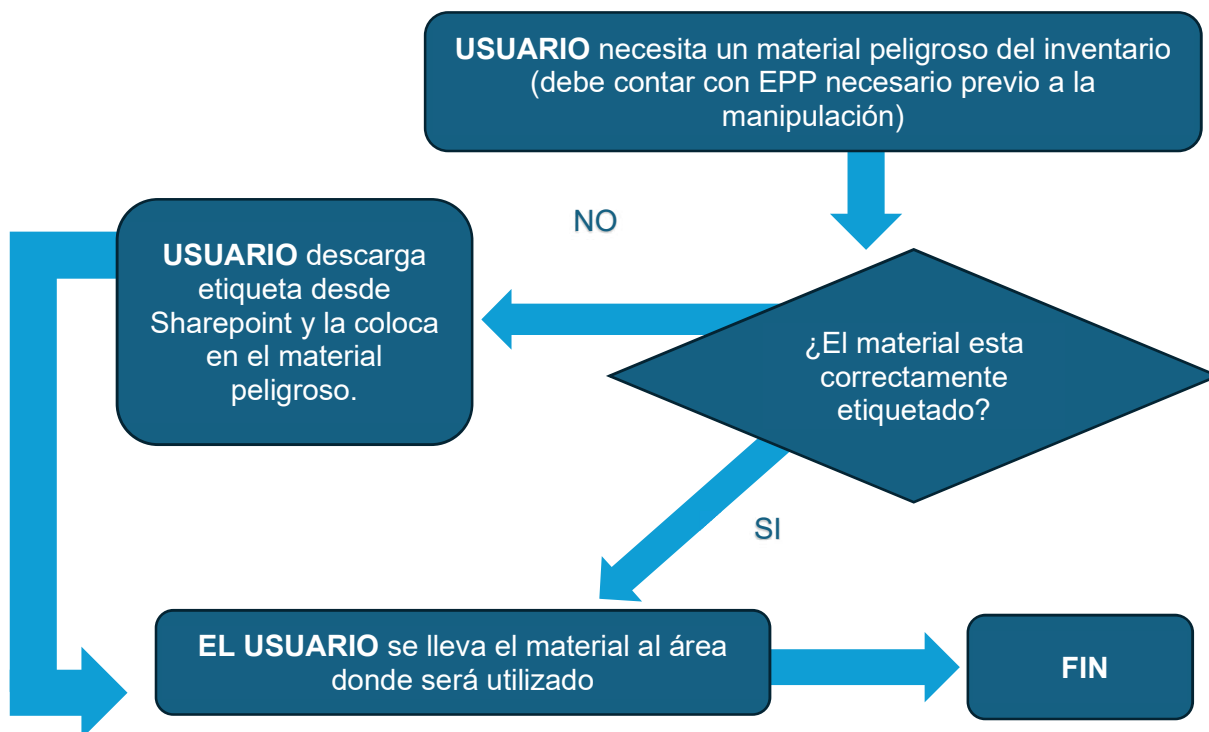 USUARIO necesita un material peligroso del inventario
(debe contar con EPP necesario previo a la
manipulación)
NO
USUARIO descarga
etiqueta desde
Sharepoint y la coloca
en el material
peligroso.
¿El material esta
correctamente
etiquetado?
SI
EL USUARIO se lleva el material al área
donde será utilizado
FIN